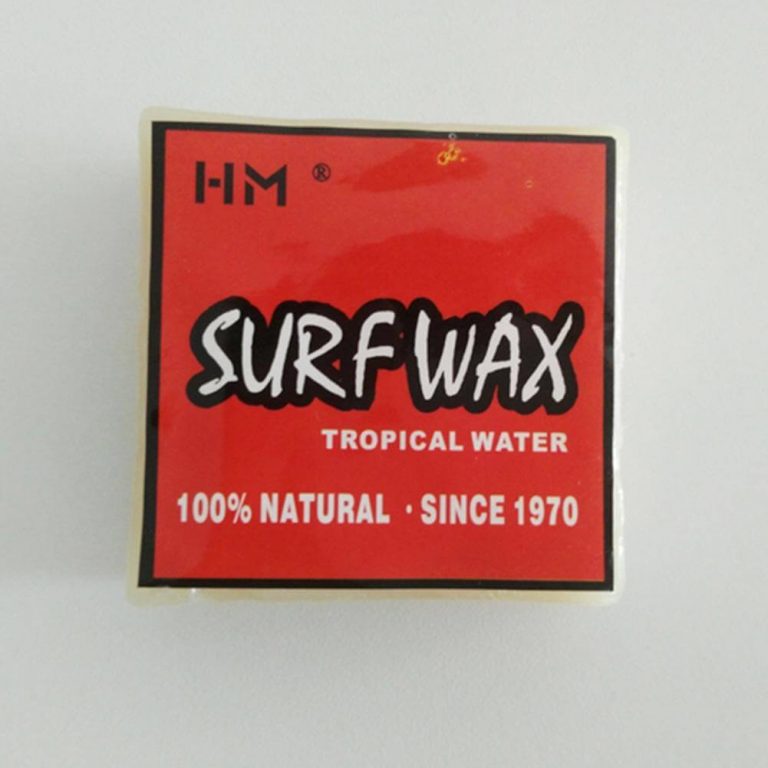 HM ®
SURF WAX
TROPICAL WATER
100% NATURAL · SINCE 1970